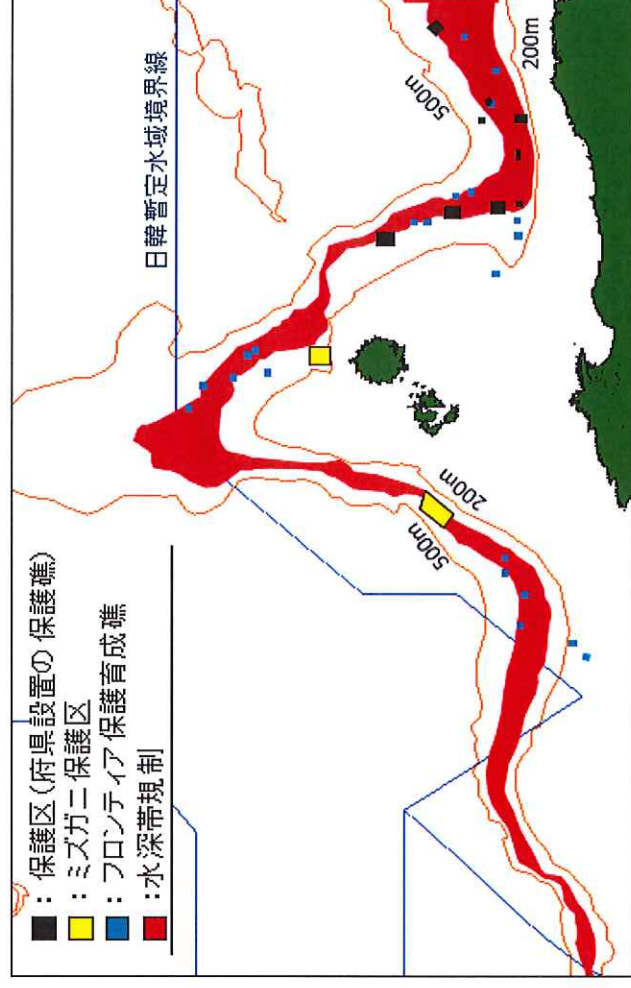 ■：保護区（府県設置の保護礁）
■：ミズガニ保護区
■：フロンティア保護育成礁
■：水深帯規制
日韓暫定水域境界線
500m
200m
500m
200m